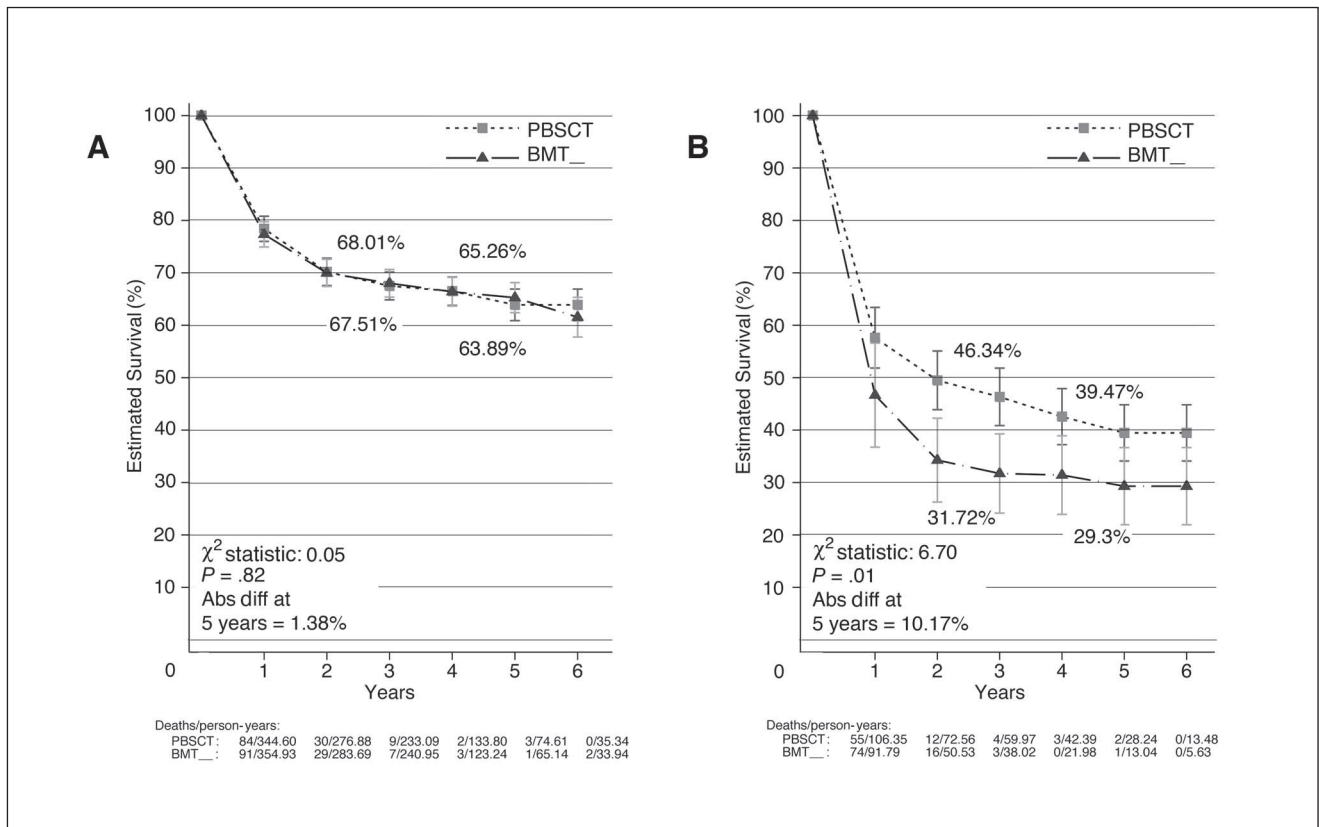 A
Estimated Survival (%)
100
90
80
70
60
50
40
30
20
10
0
PBSCT
BMT__
68.01%
65.26%
67.51%
63.89%
χ² statistic: 0.05
P = .82
Abs diff at
5 years = 1.38%
1 2 3 4 5 6
Years
Deaths/person-years:
PBSCT: 84/344.60 30/276.88 9/233.09 2/133.80 3/74.61 0/35.34
BMT__: 91/354.93 29/283.69 7/240.95 3/123.24 1/65.14 2/33.94
B
Estimated Survival (%)
100
90
80
70
60
50
40
30
20
10
0
PBSCT
BMT__
46.34%
39.47%
31.72%
29.3%
χ² statistic: 6.70
P = .01
Abs diff at
5 years = 10.17%
1 2 3 4 5 6
Years
Deaths/person-years:
PBSCT: 55/106.35 12/72.56 4/59.97 3/42.39 2/28.24 0/13.48
BMT__: 74/91.79 16/50.53 3/38.02 0/21.98 1/13.04 0/5.63